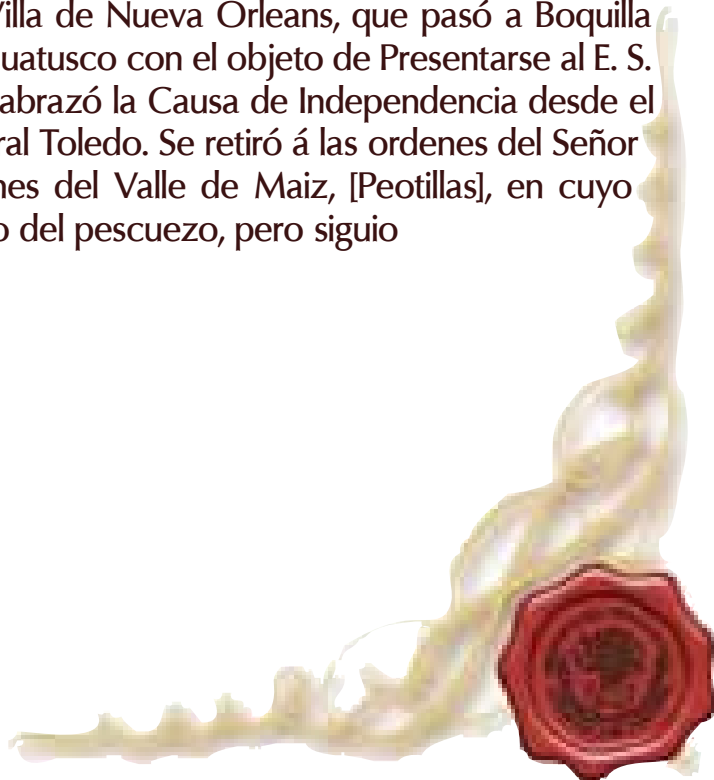 Villa de Nueva Orleans, que pasó a Boquilla
uatusco con el objeto de Presentarse al E. S.
abrazó la Causa de Independencia desde el
ral Toledo. Se retiró á las ordenes del Señor
nes del Valle de Maiz, [Peotillas], en cuyo
o del pescuezo, pero siguio